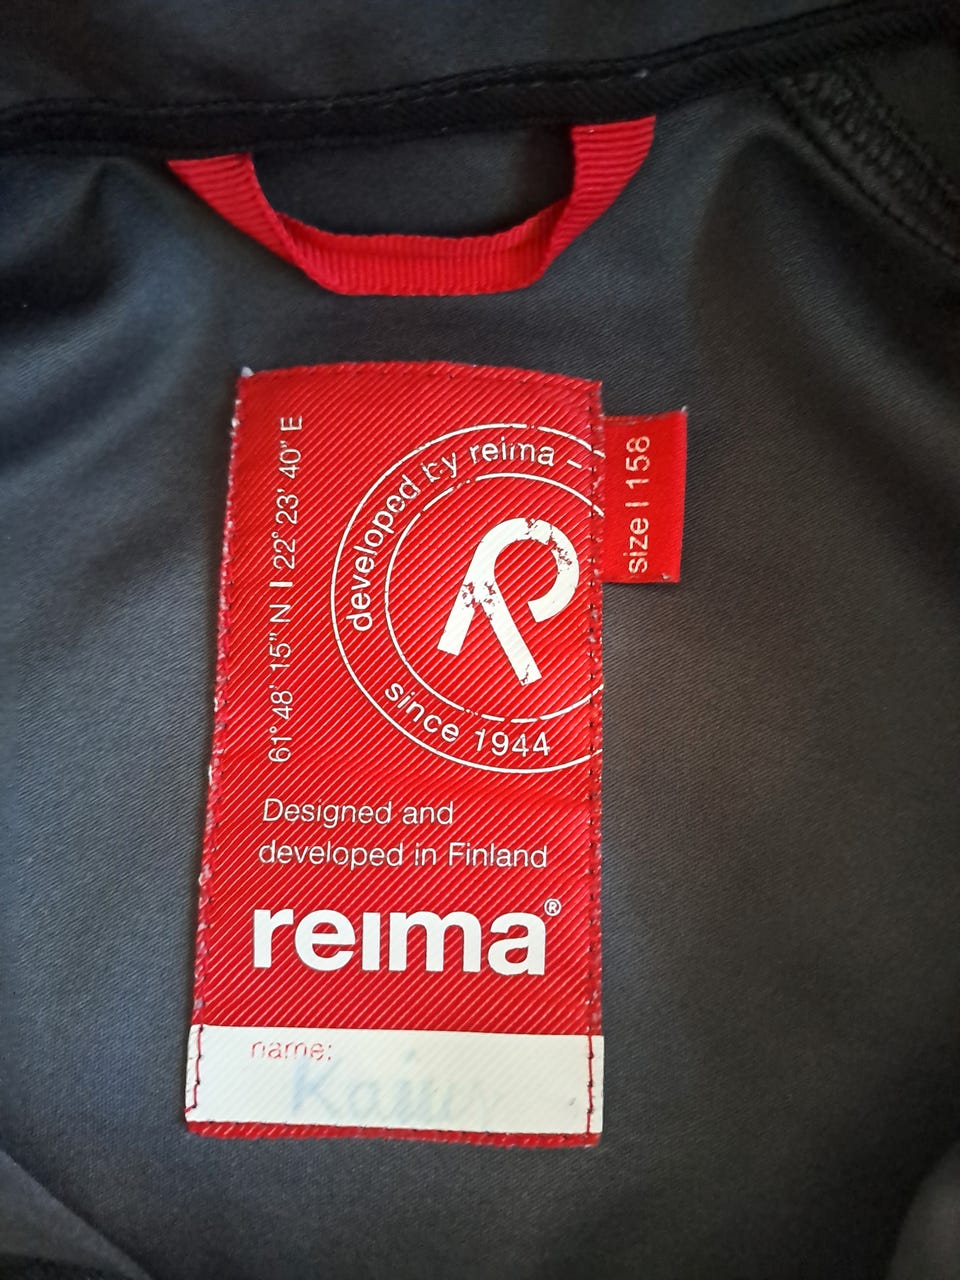 61° 48' 15" N I 22° 23' 40" E
developed by reima –
since 1944
size I 158
Designed and
developed in Finland
reima®
name: